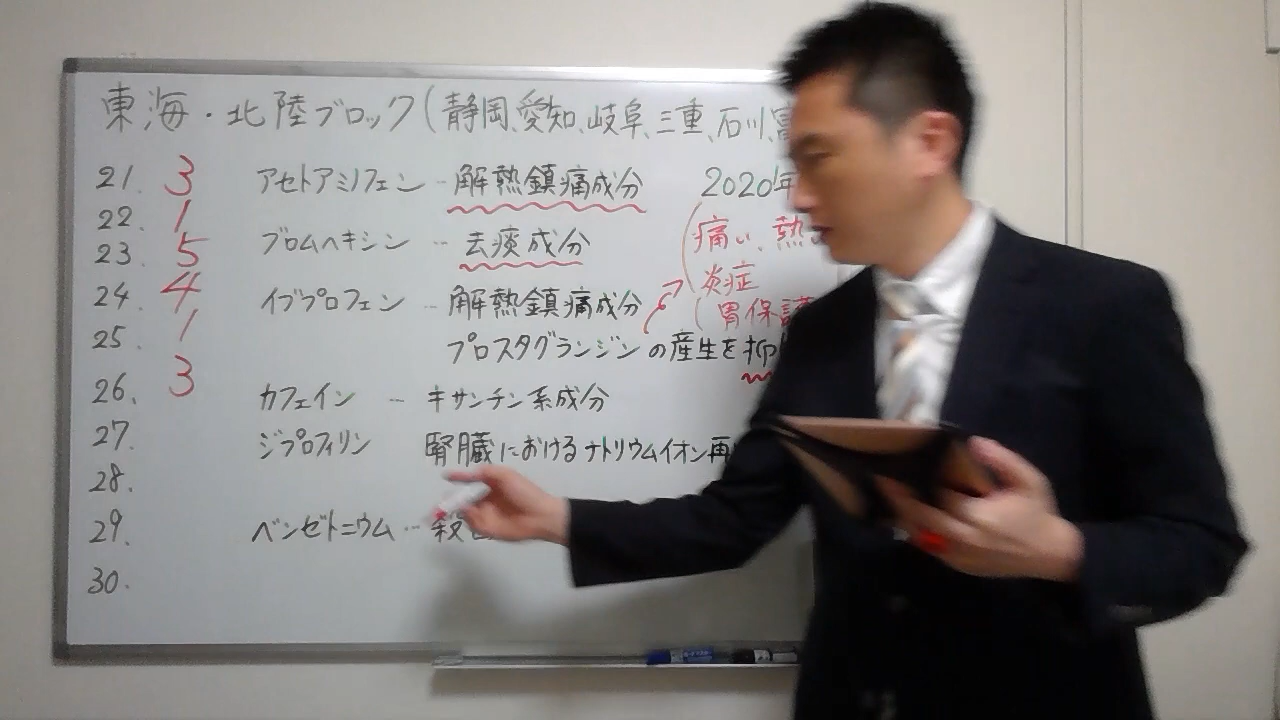 東海・北陸ブロック(静岡、愛知、岐阜、三重、石川、
21. 3 アセトアミノフェン … 解熱鎮痛成分 2020年
22. 1 痛い、熱
23. 5 ブロムヘキシン … 去痰成分
炎症
24. 4 イブプロフェン … 解熱鎮痛成分 (胃保護
25. 1 プロスタグランジンの産生を抑
26. 3 カフェイン … キサンチン系成分
27. ジプロフィリン 腎臓におけるナトリウムイオン再
28.
29. ベンゼトニウム … 殺
30.